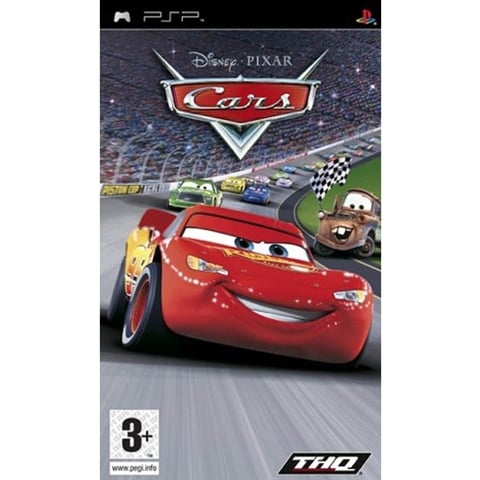 PSP
Disney • PIXAR
Cars
PISTON CUP
3+
www.pegi.info
THQ